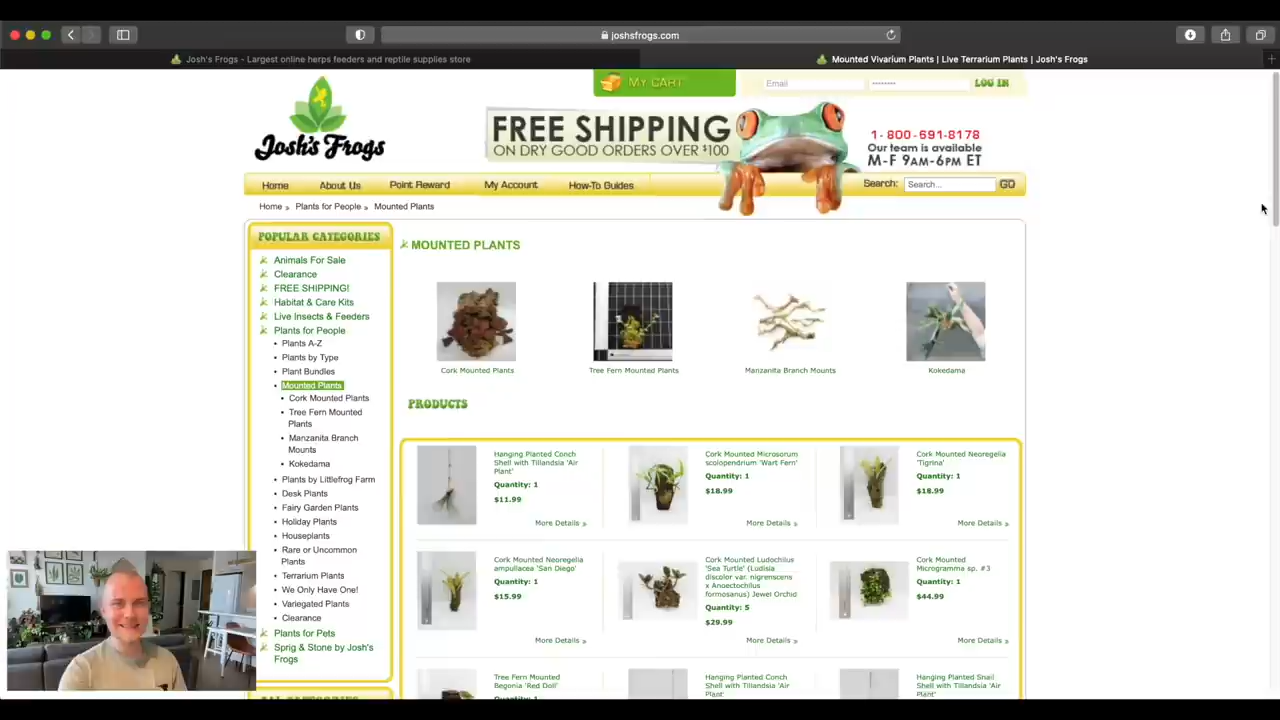 joshsfrogs.com
Josh's Frogs - Largest online herps feeders and reptile supplies store
Mounted Vivarium Plants | Live Terrarium Plants | Josh's Frogs
MY CART
Email
LOG IN
Josh's Frogs
FREE SHIPPING
ON DRY GOOD ORDERS OVER $100
1-800-691-8178
Our team is available
M-F 9AM-6PM ET
Home
About Us
Point Reward
My Account
How-To Guides
Search:
Search...
GO
Home » Plants for People » Mounted Plants
POPULAR CATEGORIES
Animals For Sale
Clearance
FREE SHIPPING!
Habitat & Care Kits
Live Insects & Feeders
Plants for People
Plants A-Z
Plants by Type
Plant Bundles
Mounted Plants
Cork Mounted Plants
Tree Fern Mounted
Plants
Manzanita Branch
Mounts
Kokedama
Plants by Littlefrog Farm
Desk Plants
Fairy Garden Plants
Holiday Plants
Houseplants
Rare or Uncommon
Plants
Terrarium Plants
We Only Have One!
Variegated Plants
Clearance
Plants for Pets
Sprig & Stone by Josh's
Frogs
MOUNTED PLANTS
Cork Mounted Plants
Tree Fern Mounted Plants
Manzanita Branch Mounts
Kokedama
PRODUCTS
Hanging Planted Conch
Shell with Tillandsia 'Air
Plant'
Quantity: 1
$11.99
More Details »
Cork Mounted Microsorum
scolopendrium 'Wart Fern'
Quantity: 1
$18.99
More Details »
Cork Mounted Neoregelia
'Tigrina'
Quantity: 1
$18.99
More Details »
Cork Mounted Neoregelia
ampullacea 'San Diego'
Quantity: 1
$15.99
More Details »
Cork Mounted Ludochilus
'Sea Turtle' (Ludisia
discolor var. nigrenscens
x Anoectochilus
formosanus) Jewel Orchid
Quantity: 5
$29.99
More Details »
Cork Mounted
Microgramma sp. #3
Quantity: 1
$44.99
More Details »
Tree Fern Mounted
Begonia 'Red Doll'
Hanging Planted Conch
Shell with Tillandsia 'Air
Plant'
Hanging Planted Snail
Shell with Tillandsia 'Air
Plant'